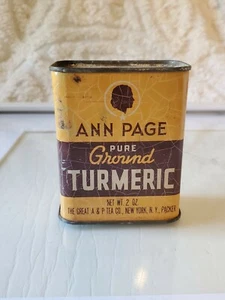 ANN PAGE
PURE
Ground
TURMERIC
NET WT. 2 OZ.
THE GREAT A & P TEA CO., NEW YORK, N. Y., PACKER